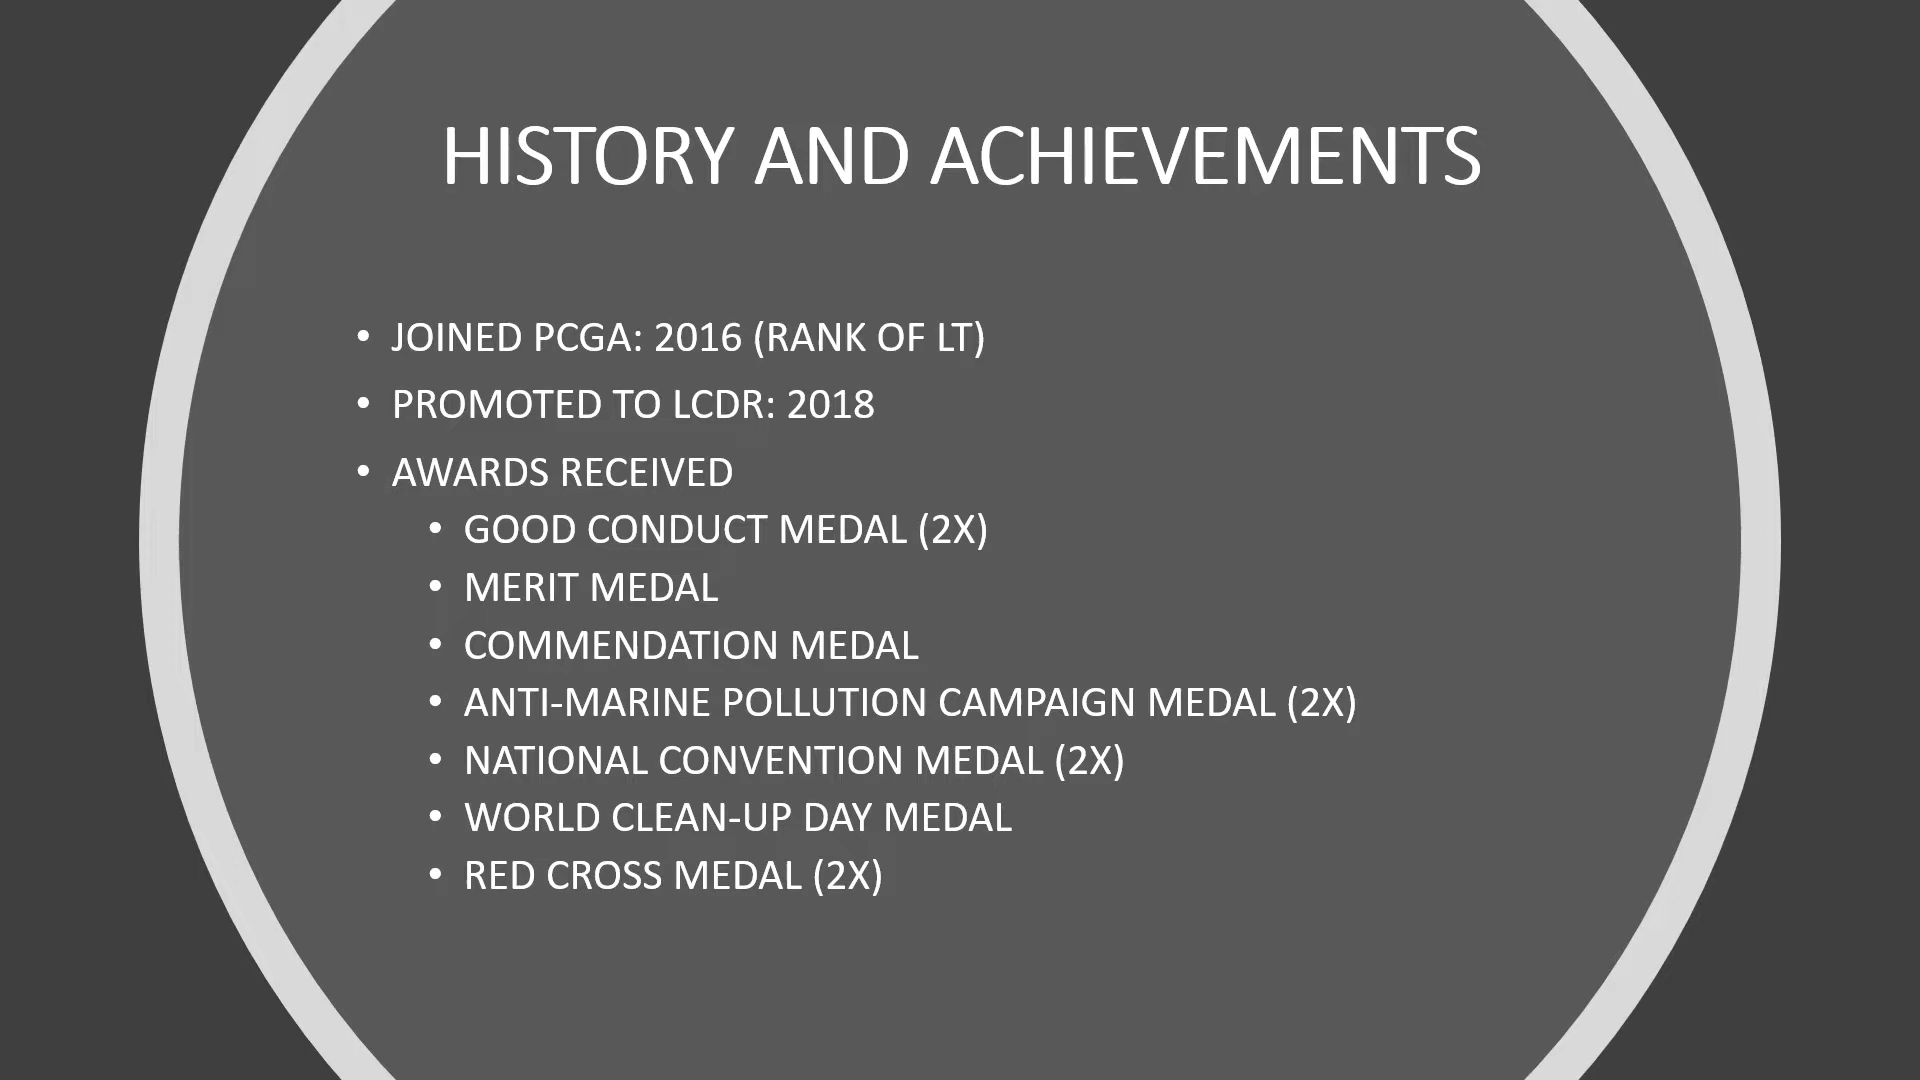 HISTORY AND ACHIEVEMENTS
• JOINED PCGA: 2016 (RANK OF LT)
• PROMOTED TO LCDR: 2018
• AWARDS RECEIVED
• GOOD CONDUCT MEDAL (2X)
• MERIT MEDAL
• COMMENDATION MEDAL
• ANTI-MARINE POLLUTION CAMPAIGN MEDAL (2X)
• NATIONAL CONVENTION MEDAL (2X)
• WORLD CLEAN-UP DAY MEDAL
• RED CROSS MEDAL (2X)